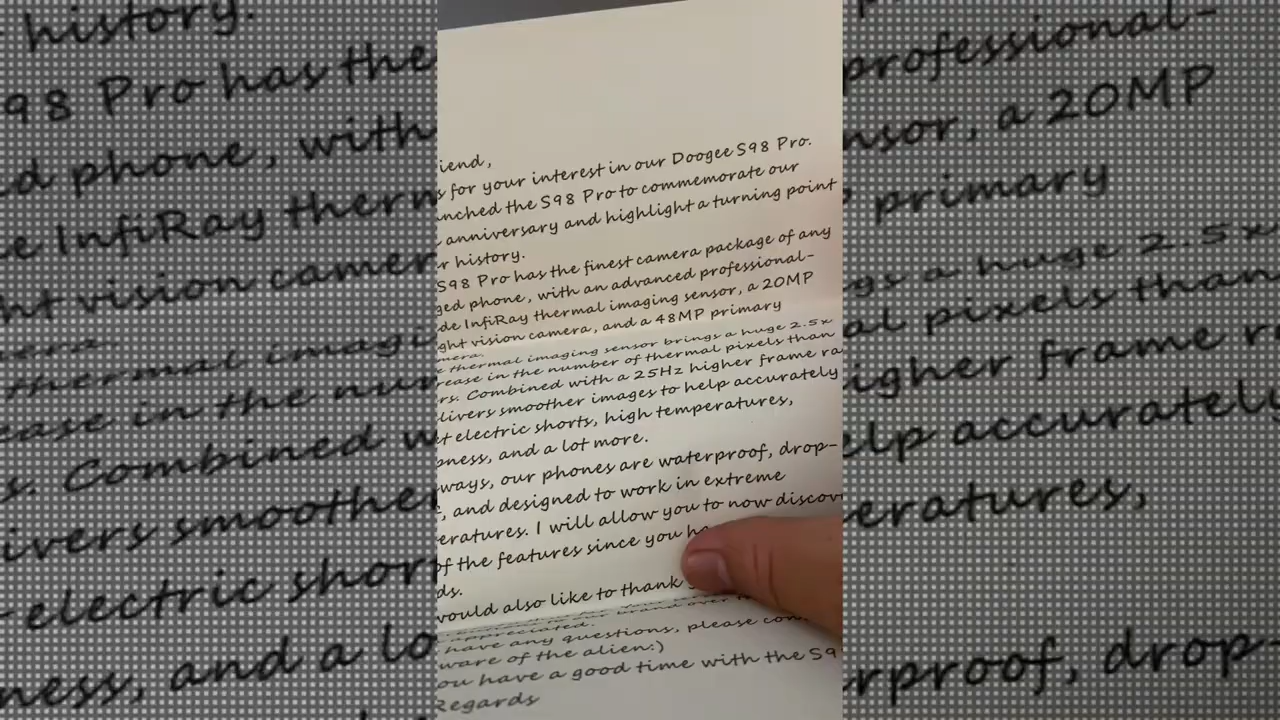 iend,
s for your interest in our Doogee S98 Pro.
nched the S98 Pro to commemorate our
anniversary and highlight a turning point
r history.
S98 Pro has the finest camera package of any
ged phone, with an advanced professional-
de InfiRay thermal imaging sensor, a 20MP
ght vision camera, and a 48MP primary
mera.
e thermal imaging sensor brings a huge 2.5x
rease in the number of thermal pixels than
rs. Combined with a 25Hz higher frame ra
livers smoother images to help accurately
t electric shorts, high temperatures,
pness, and a lot more.
ways, our phones are waterproof, drop-
f, and designed to work in extreme
eratures. I will allow you to now discov
of the features since you ha
ds.
would also like to thank
appreciated.
have any questions, please con
ware of the alien:)
ou have a good time with the S9
Regards